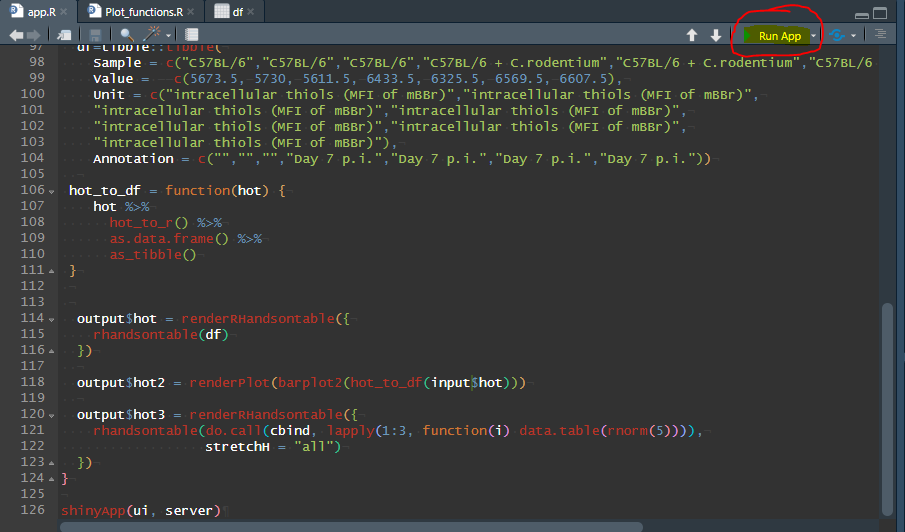 app.R Plot_functions.R df
Run App
97 df=tibble::tibble(
98 Sample = c("C57BL/6","C57BL/6","C57BL/6","C57BL/6 + C.rodentium","C57BL/6 + C.rodentium","C57BL/6
99 Value = c(5673.5, 5730, 5611.5, 6433.5, 6325.5, 6569.5, 6607.5),
100 Unit = c("intracellular thiols (MFI of mBBr)","intracellular thiols (MFI of mBBr)",
101 "intracellular thiols (MFI of mBBr)","intracellular thiols (MFI of mBBr)",
102 "intracellular thiols (MFI of mBBr)","intracellular thiols (MFI of mBBr)",
103 "intracellular thiols (MFI of mBBr)"),
104 Annotation = c("","","","Day 7 p.i.","Day 7 p.i.","Day 7 p.i.","Day 7 p.i."))
105
106 hot_to_df = function(hot) {
107 hot %>%
108 hot_to_r() %>%
109 as.data.frame() %>%
110 as_tibble()
111 }
112
113
114 output$hot = renderRHandsontable({
115 rhandsontable(df)
116 })
117
118 output$hot2 = renderPlot(barplot2(hot_to_df(input$hot)))
119
120 output$hot3 = renderRHandsontable({
121 rhandsontable(do.call(cbind, lapply(1:3, function(i) data.table(rnorm(5)))),
122 stretchH = "all")
123 })
124 }
125
126 shinyApp(ui, server)